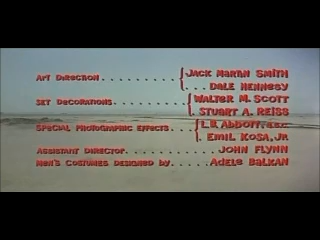 Art Direction . . . . . . . . . Jack Martin Smith
. . . Dale Hennesy
Set Decorations . . . . . . . . Walter M. Scott
. Stuart A. Reiss
Special Photographic Effects . . . L.B. Abbott, A.S.C.
. Emil Kosa, Jr
Assistant Director . . . . . . . . . John Flynn
Men's Costumes Designed by . . . . . Adele Balkan